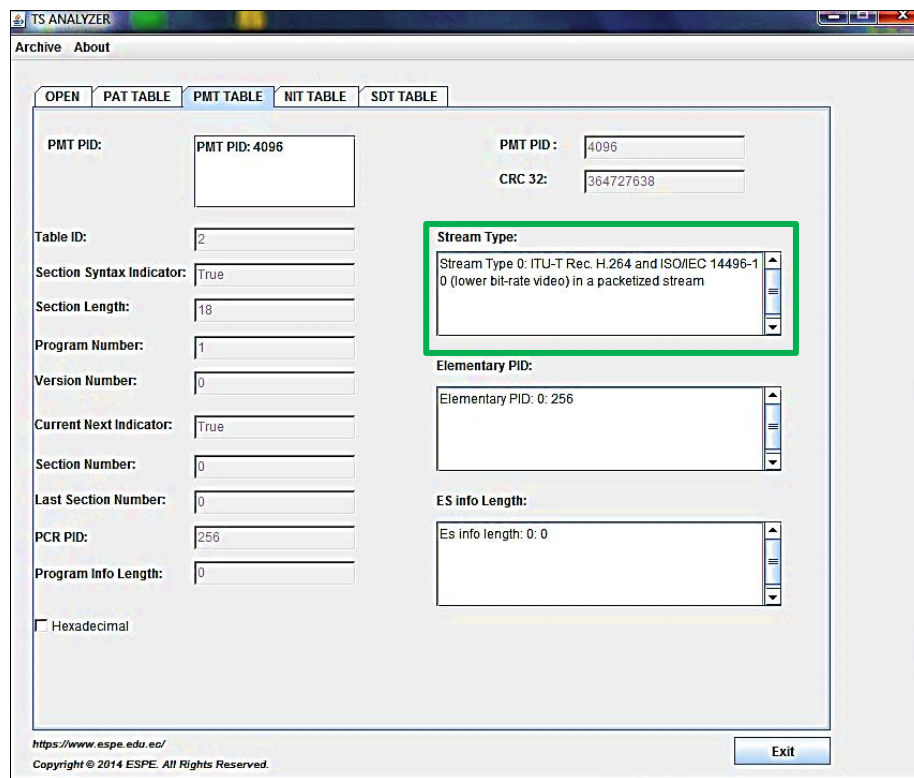 TS ANALYZER
Archive About
OPEN PAT TABLE PMT TABLE NIT TABLE SDT TABLE
PMT PID: PMT PID: 4096
PMT PID : 4096
CRC 32: 364727638
Table ID: 2
Section Syntax Indicator: True
Section Length: 18
Program Number: 1
Version Number: 0
Current Next Indicator: True
Section Number: 0
Last Section Number: 0
PCR PID: 256
Program Info Length: 0
Hexadecimal
Stream Type:
Stream Type 0: ITU-T Rec. H.264 and ISO/IEC 14496-1
0 (lower bit-rate video) in a packetized stream
Elementary PID:
Elementary PID: 0: 256
ES info Length:
Es info length: 0: 0
https://www.espe.edu.ec/
Copyright © 2014 ESPE. All Rights Reserved.
Exit